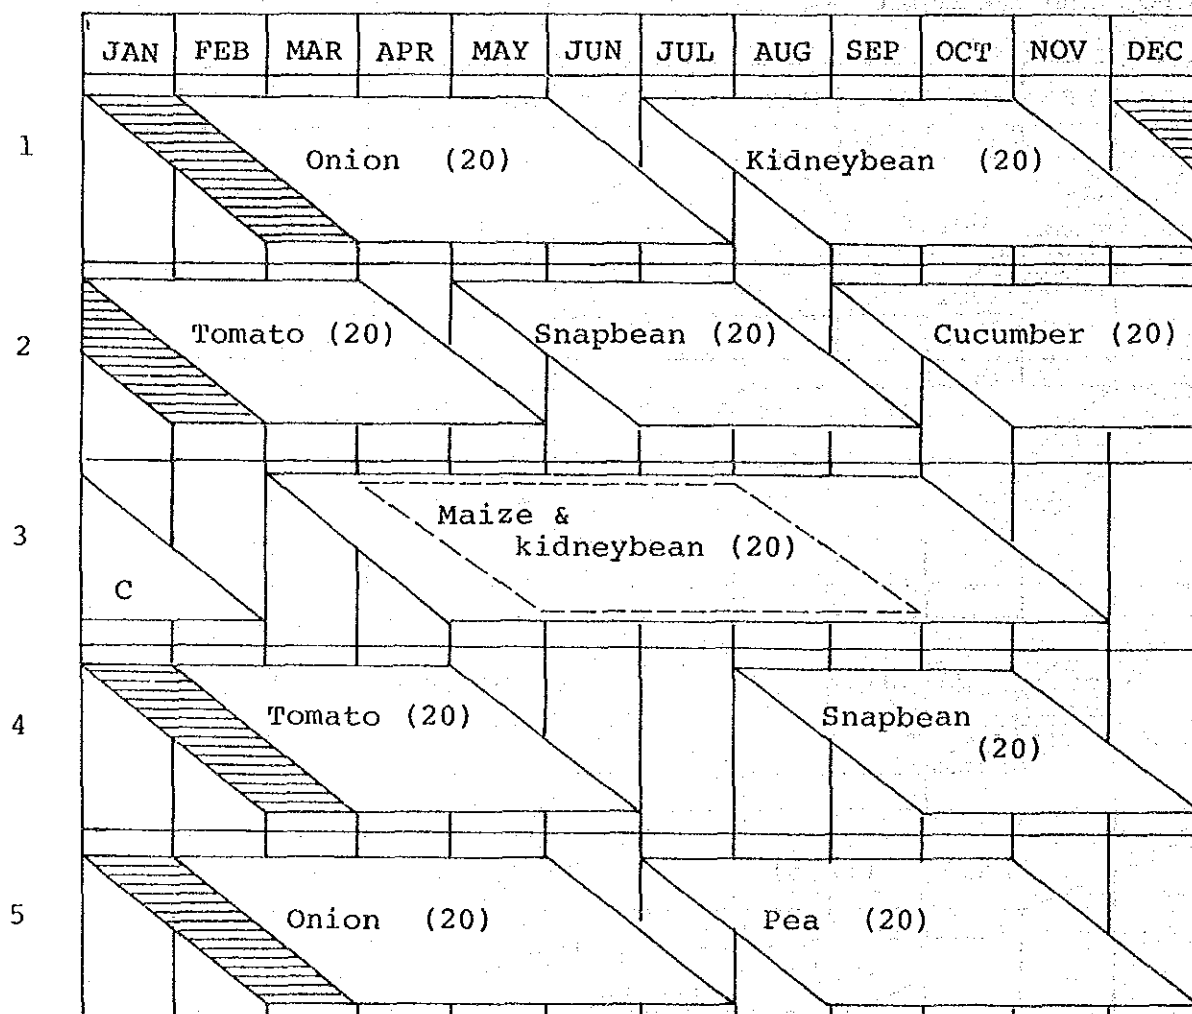 JAN FEB MAR APR MAY JUN JUL AUG SEP OCT NOV DEC
1
Onion (20) Kidneybean (20)
2
Tomato (20) Snapbean (20) Cucumber (20)
3
Maize &
kidneybean (20)
C
4
Tomato (20) Snapbean
(20)
5
Onion (20) Pea (20)